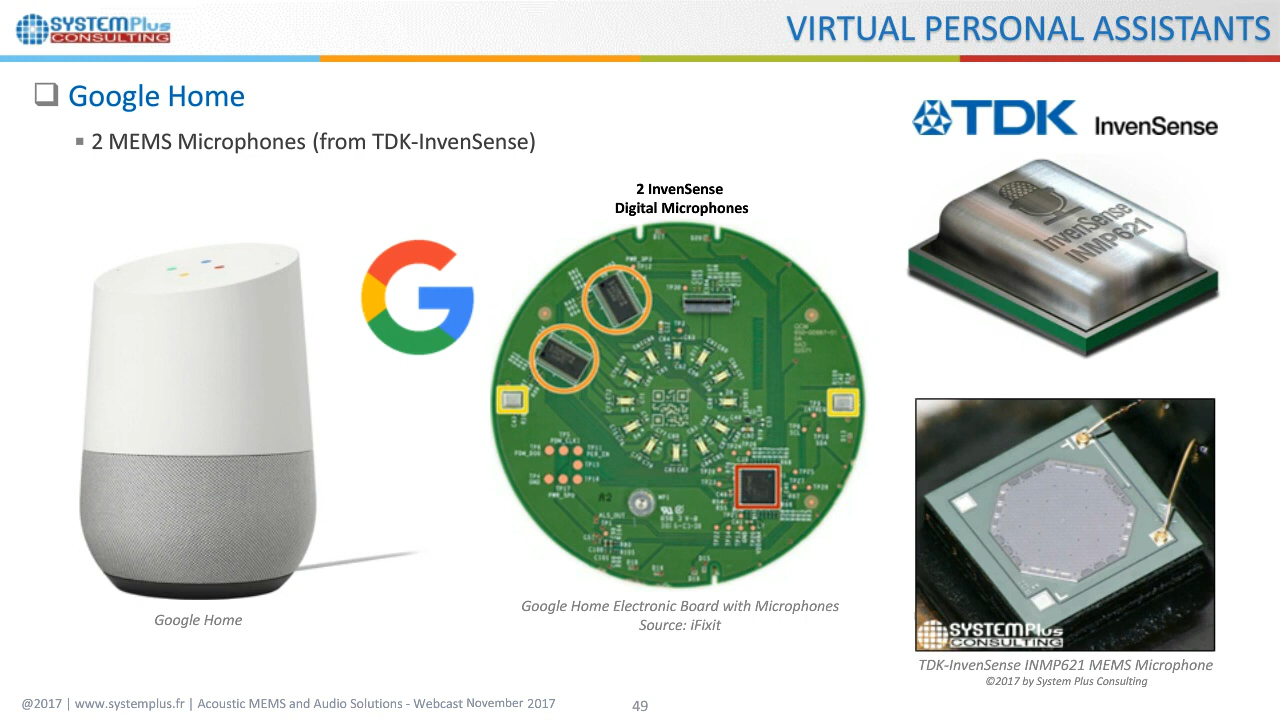 SYSTEMPlus
CONSULTING
VIRTUAL PERSONAL ASSISTANTS
Google Home
2 MEMS Microphones (from TDK-InvenSense)
TDK InvenSense
2 InvenSense
Digital Microphones
InvenSense
INMP621
SYSTEMPlus
CONSULTING
Google Home
Google Home Electronic Board with Microphones
Source: iFixit
TDK-InvenSense INMP621 MEMS Microphone
©2017 by System Plus Consulting
@2017 | www.systemplus.fr | Acoustic MEMS and Audio Solutions - Webcast November 2017
49